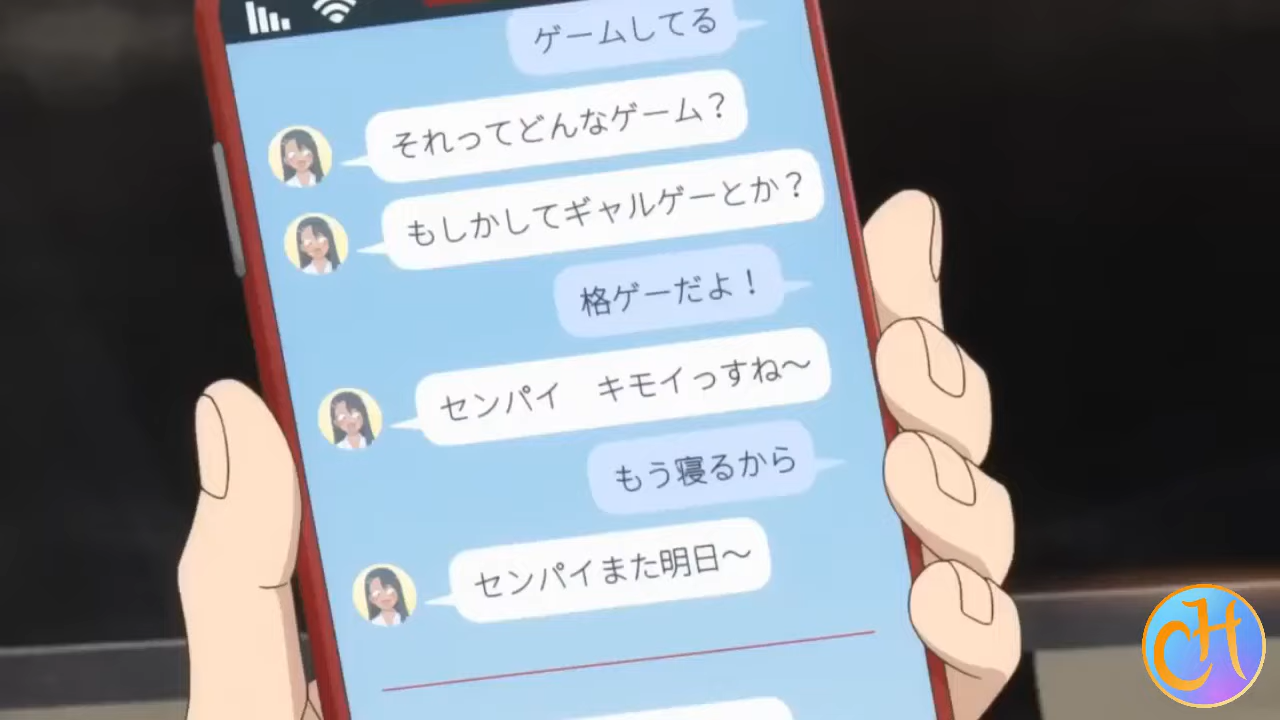 ゲームしてる
それってどんなゲーム？
もしかしてギャルゲーとか？
格ゲーだよ！
センパイ　キモイっすね～
もう寝るから
センパイまた明日～
CH